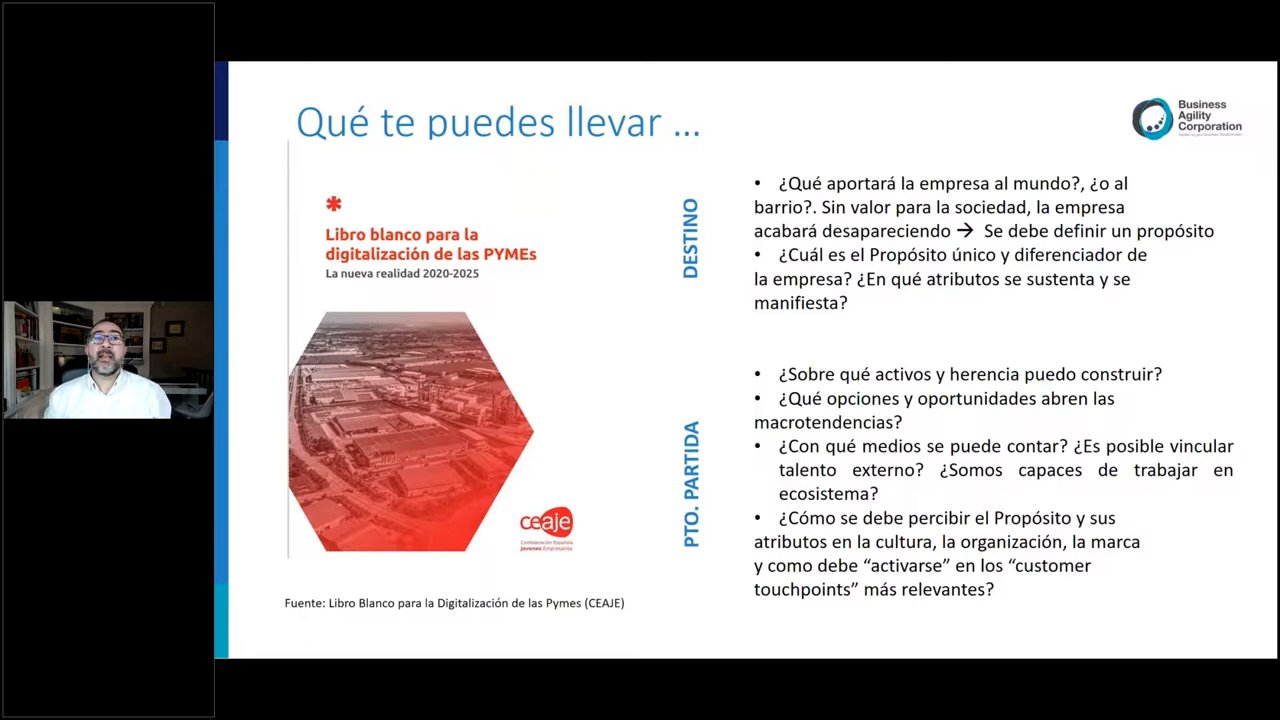 Qué te puedes llevar ...
Business
Agility
Corporation
*
Libro blanco para la
digitalización de las PYMEs
La nueva realidad 2020-2025
ceaje
Confederación Española
Jóvenes Empresarios
Fuente: Libro Blanco para la Digitalización de las Pymes (CEAJE)
DESTINO
• ¿Qué aportará la empresa al mundo?, ¿o al
barrio?. Sin valor para la sociedad, la empresa
acabará desapareciendo → Se debe definir un propósito
• ¿Cuál es el Propósito único y diferenciador de
la empresa? ¿En qué atributos se sustenta y se
manifiesta?
PTO. PARTIDA
• ¿Sobre qué activos y herencia puedo construir?
• ¿Qué opciones y oportunidades abren las
macrotendencias?
• ¿Con qué medios se puede contar? ¿Es posible vincular
talento externo? ¿Somos capaces de trabajar en
ecosistema?
• ¿Cómo se debe percibir el Propósito y sus
atributos en la cultura, la organización, la marca
y como debe “activarse” en los “customer
touchpoints” más relevantes?